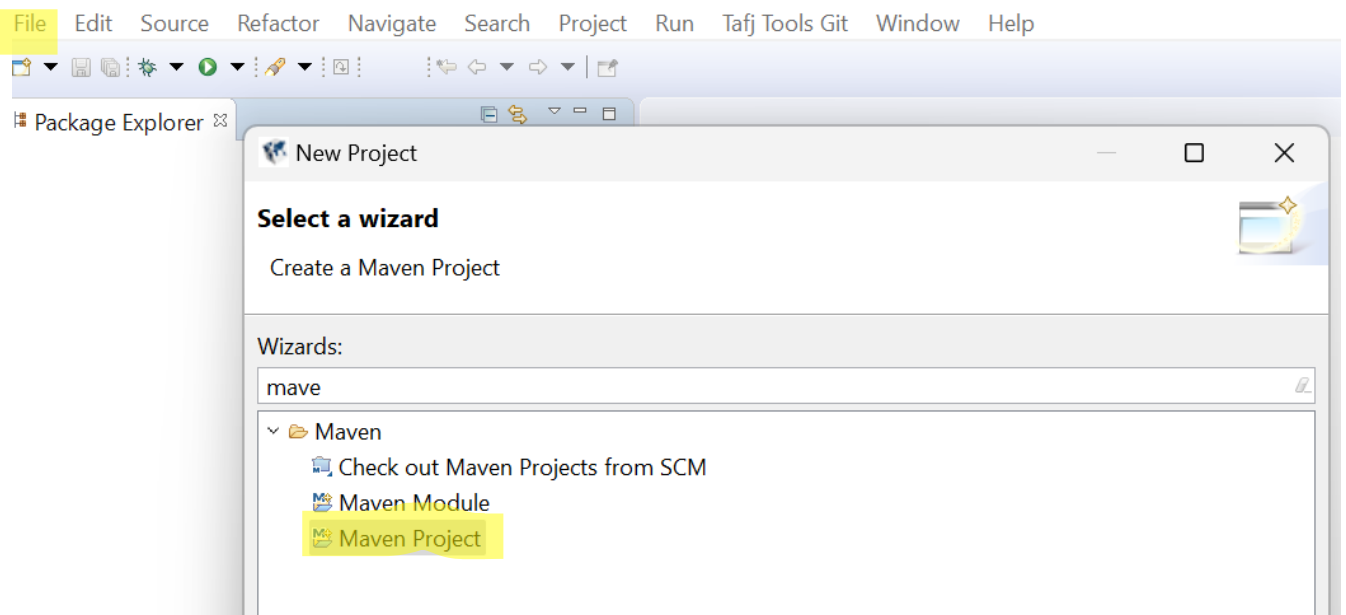 File Edit Source Refactor Navigate Search Project Run Tafj Tools Git Window Help
Package Explorer
New Project
Select a wizard
Create a Maven Project
Wizards:
mave
Maven
Check out Maven Projects from SCM
Maven Module
Maven Project